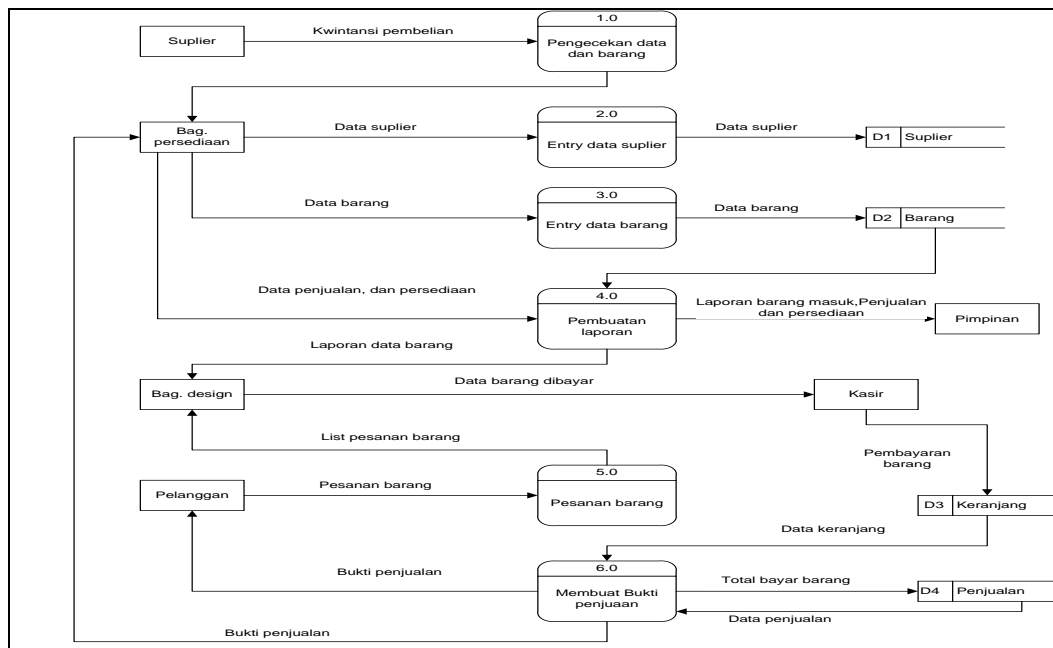 1.0
Suplier
Kwintansi pembelian
Pengecekan data
dan barang
Bag.
persediaan
Data suplier
2.0
Entry data suplier
Data suplier
D1
Suplier
3.0
Data barang
Entry data barang
Data barang
D2
Barang
Data penjualan, dan persediaan
4.0
Pembuatan
laporan
Laporan barang masuk,Penjualan
dan persediaan
Pimpinan
Laporan data barang
Bag. design
Data barang dibayar
Kasir
List pesanan barang
Pembayaran
barang
Pelanggan
Pesanan barang
5.0
Pesanan barang
D3
Keranjang
Data keranjang
Bukti penjualan
6.0
Membuat Bukti
penjuaan
Total bayar barang
D4
Penjualan
Data penjualan
Bukti penjualan